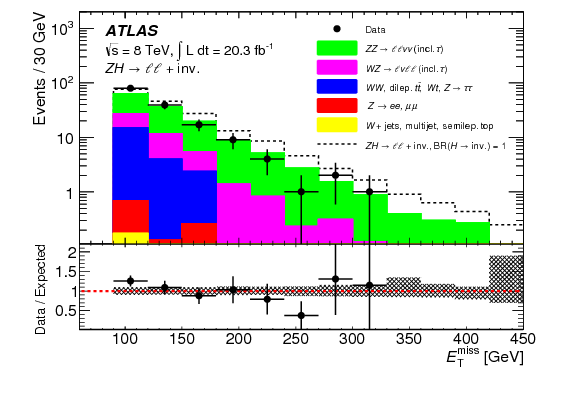 ATLAS
√s = 8 TeV, ∫ L dt = 20.3 fb⁻¹
ZH → ℓℓ + inv.
Data
ZZ → ℓℓνν (incl. τ)
WZ → ℓνℓℓ (incl. τ)
WW, dilep. tt̄, Wt, Z → ττ
Z → ee, μμ
W + jets, multijet, semilep. top
ZH → ℓℓ + inv., BR(H → inv.) = 1
Events / 30 GeV
10³
10²
10
1
Data / Expected
2
1.5
1
0.5
100 150 200 250 300 350 400 450
E_T^miss [GeV]